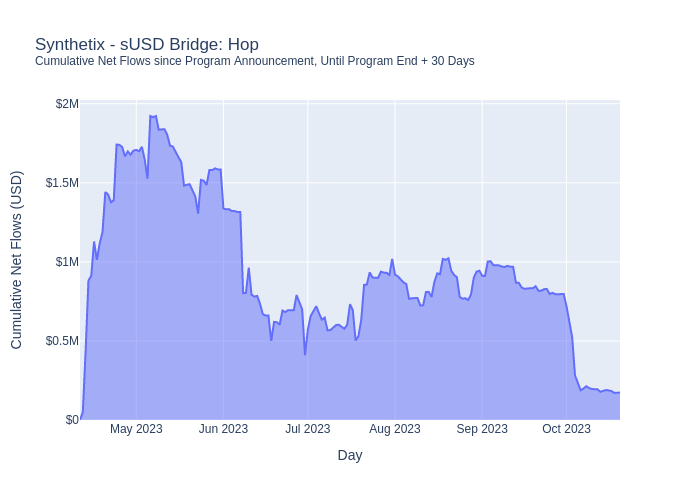 Synthetix - sUSD Bridge: Hop
Cumulative Net Flows since Program Announcement, Until Program End + 30 Days
Cumulative Net Flows (USD)
$2M
$1.5M
$1M
$0.5M
$0
May 2023
Jun 2023
Jul 2023
Aug 2023
Sep 2023
Oct 2023
Day